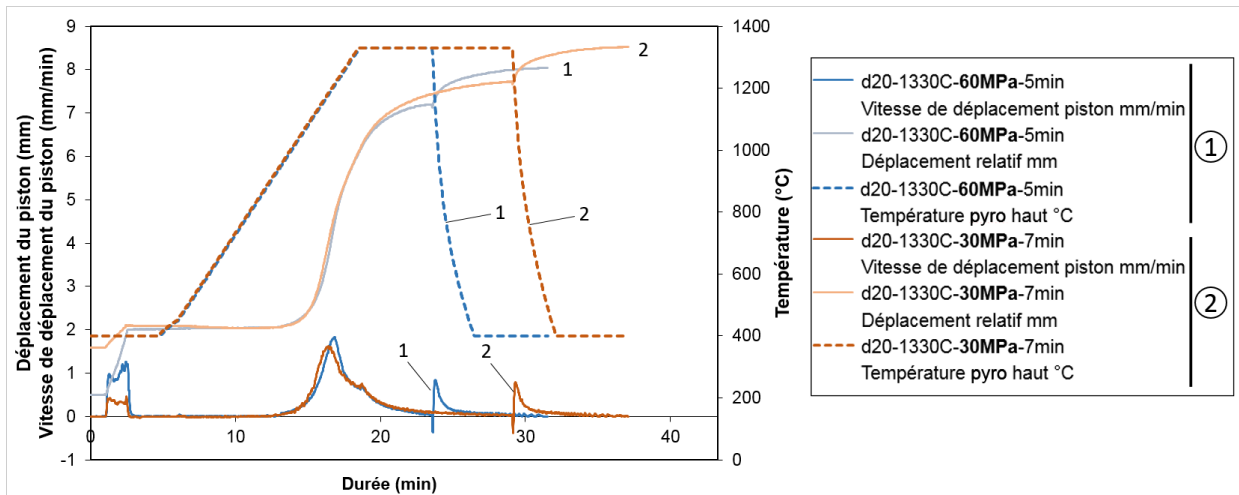 Déplacement du piston (mm)
Vitesse de déplacement du piston (mm/min)
9
8
7
6
5
4
3
2
1
0
-1
1400
1200
1000
800
600
400
200
0
Température (°C)
0
10
20
30
40
Durée (min)
2
1
1
2
1
2
d20-1330C-60MPa-5min
Vitesse de déplacement piston mm/min
d20-1330C-60MPa-5min
Déplacement relatif mm
d20-1330C-60MPa-5min
Température pyro haut °C
1
d20-1330C-30MPa-7min
Vitesse de déplacement piston mm/min
d20-1330C-30MPa-7min
Déplacement relatif mm
d20-1330C-30MPa-7min
Température pyro haut °C
2